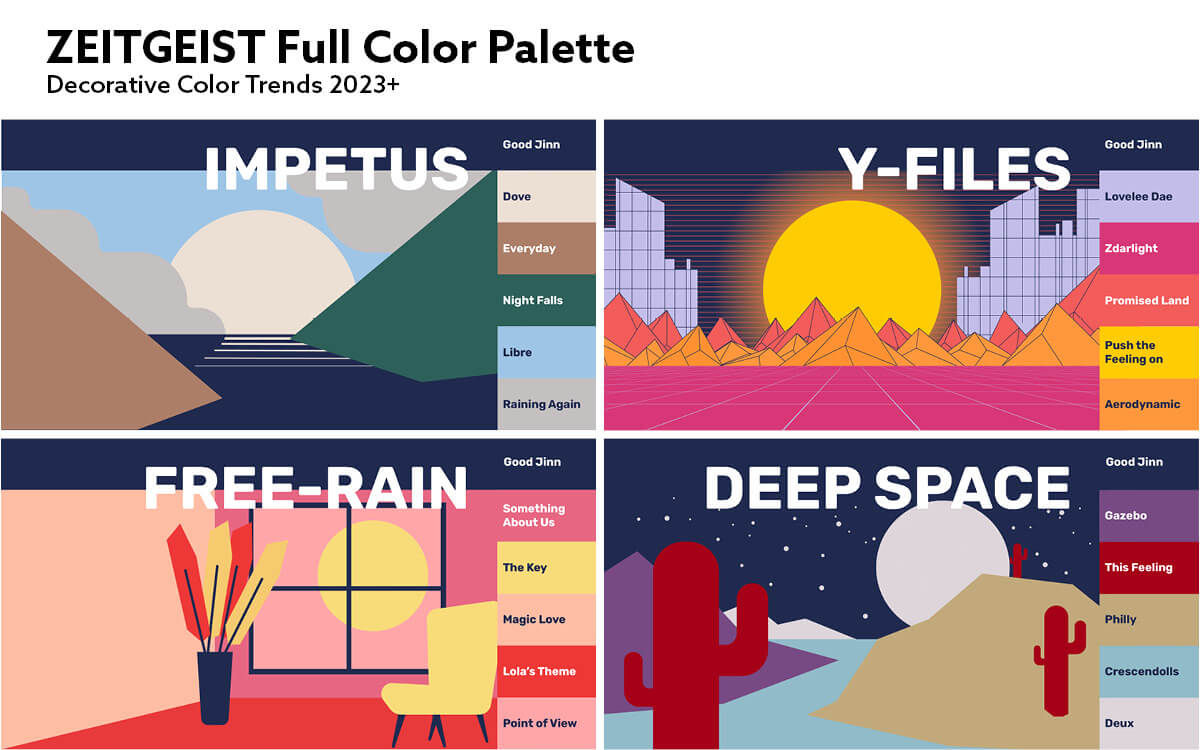 ZEITGEIST Full Color Palette
Decorative Color Trends 2023+
IMPETUS
Good Jinn
Dove
Everyday
Night Falls
Libre
Raining Again
Y-FILES
Good Jinn
Lovelee Dae
Zdarlight
Promised Land
Push the
Feeling on
Aerodynamic
FREE-RAIN
Good Jinn
Something
About Us
The Key
Magic Love
Lola's Theme
Point of View
DEEP SPACE
Good Jinn
Gazebo
This Feeling
Philly
Crescendolls
Deux